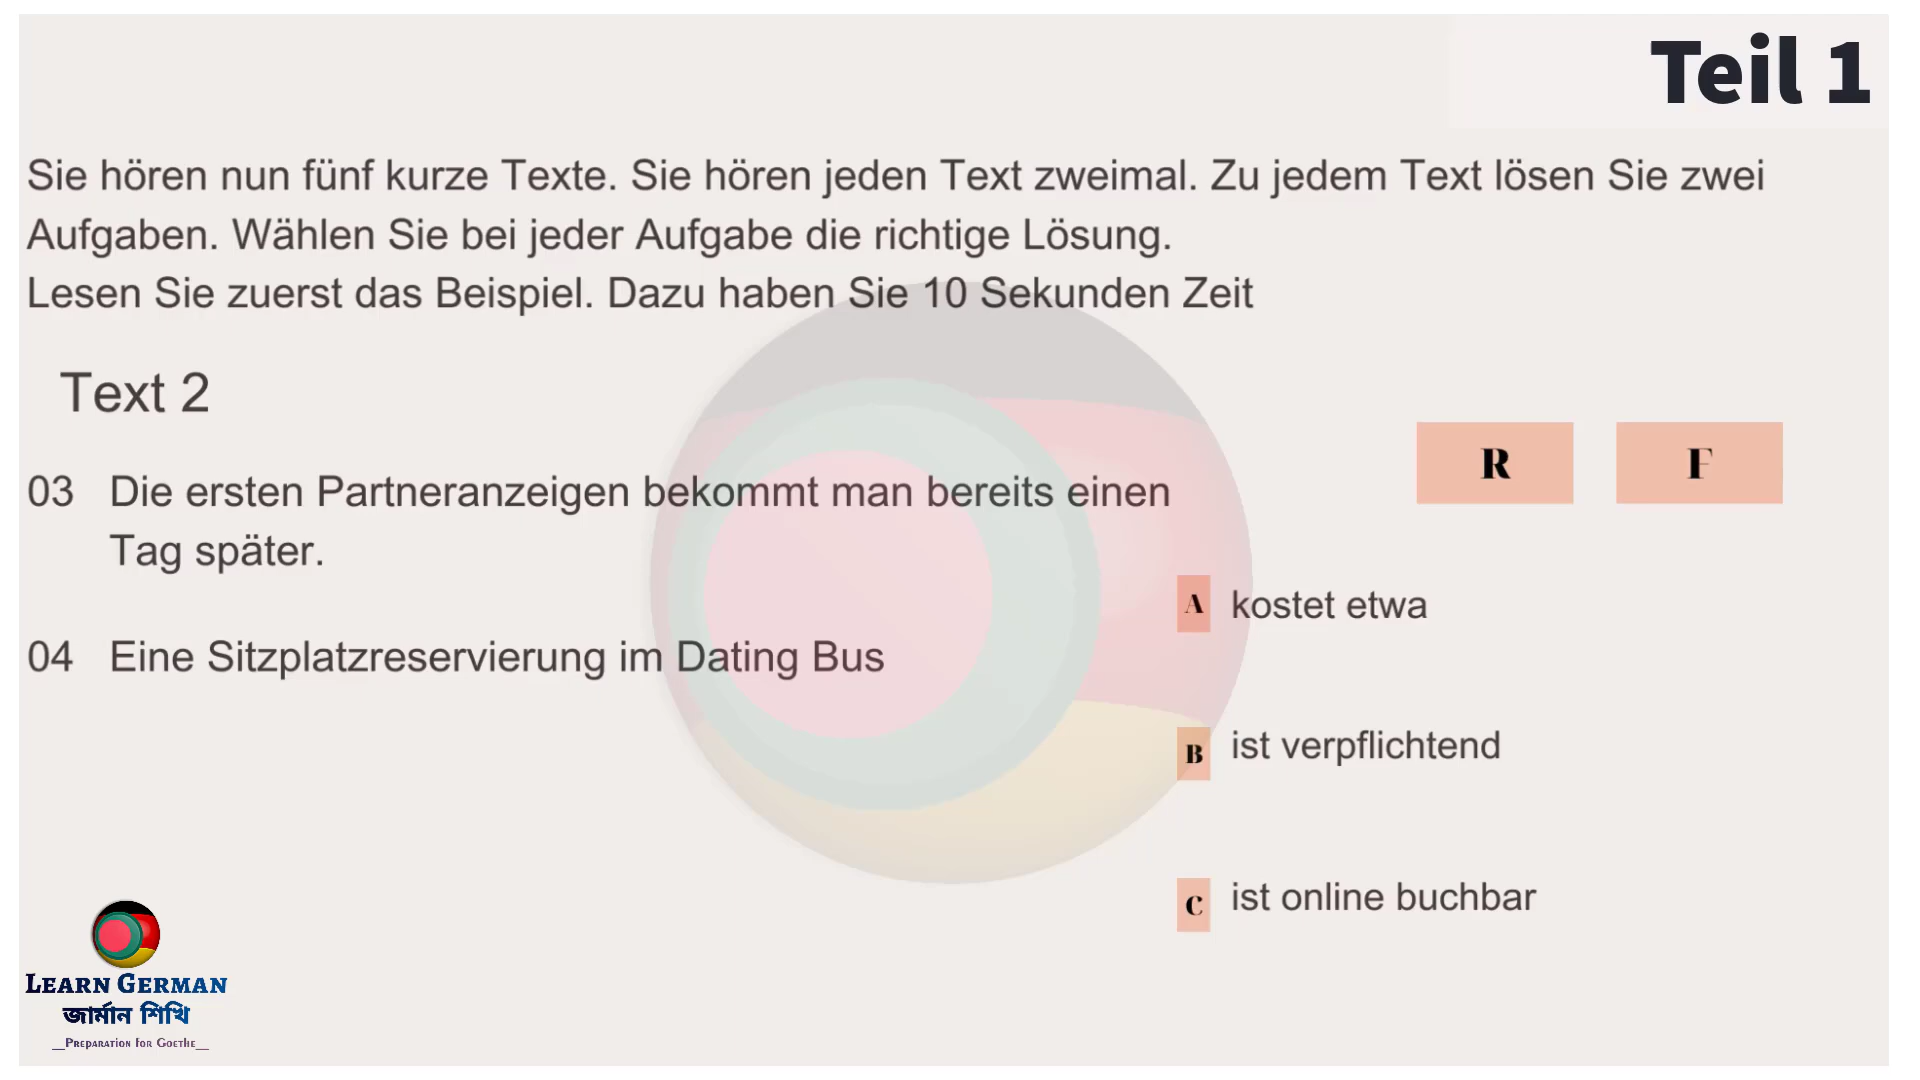 Teil 1
Sie hören nun fünf kurze Texte. Sie hören jeden Text zweimal. Zu jedem Text lösen Sie zwei
Aufgaben. Wählen Sie bei jeder Aufgabe die richtige Lösung.
Lesen Sie zuerst das Beispiel. Dazu haben Sie 10 Sekunden Zeit
Text 2
R F
03 Die ersten Partneranzeigen bekommt man bereits einen
Tag später.
A kostet etwa
04 Eine Sitzplatzreservierung im Dating Bus
B ist verpflichtend
C ist online buchbar
LEARN GERMAN
জার্মান শিখি
__PREPARATION FOR GOETHE__